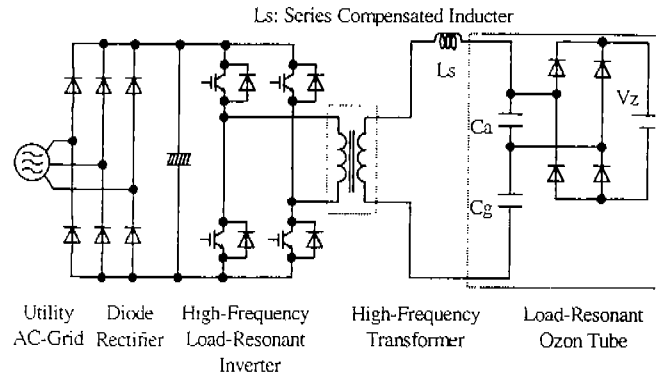 Ls: Series Compensated Inducter
Ls
Vz
Ca
Cg
Utility
AC-Grid
Diode
Rectifier
High-Frequency
Load-Resonant
Inverter
High-Frequency
Transformer
Load-Resonant
Ozon Tube